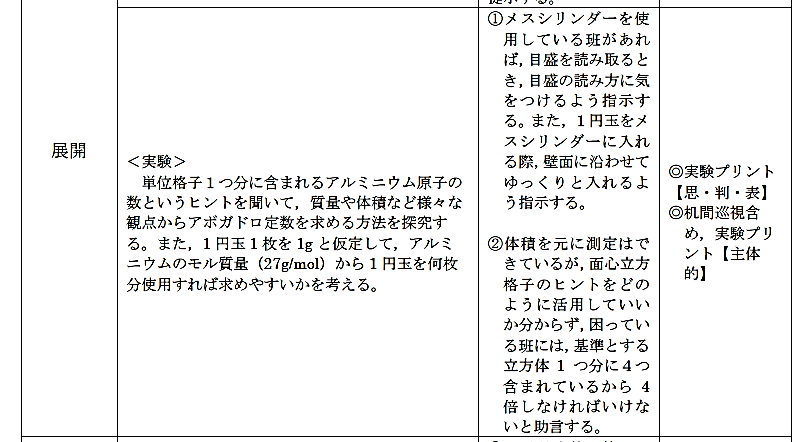 展開
＜実験＞
単位格子１つ分に含まれるアルミニウム原子の
数というヒントを聞いて，質量や体積など様々な
観点からアボガドロ定数を求める方法を探究す
る。また，１円玉１枚を 1g と仮定して，アルミ
ニウムのモル質量（27g/mol）から１円玉を何枚
分使用すれば求めやすいかを考える。
①メスシリンダーを使
用している班があれ
ば，目盛を読み取ると
き，目盛の読み方に気
をつけるよう指示す
る。また，１円玉をメ
スシリンダーに入れ
る際，壁面に沿わせて
ゆっくりと入れるよ
う指示する。
②体積を元に測定はで
きているが，面心立方
格子のヒントをどの
ように活用していい
か分からず，困ってい
る班には，基準とする
立方体 1 つ分に４つ
含まれているから 4
倍しなければいけな
いと助言する。
◎実験プリント
【思・判・表】
◎机間巡視含
め，実験プリ
ント【主体
的】